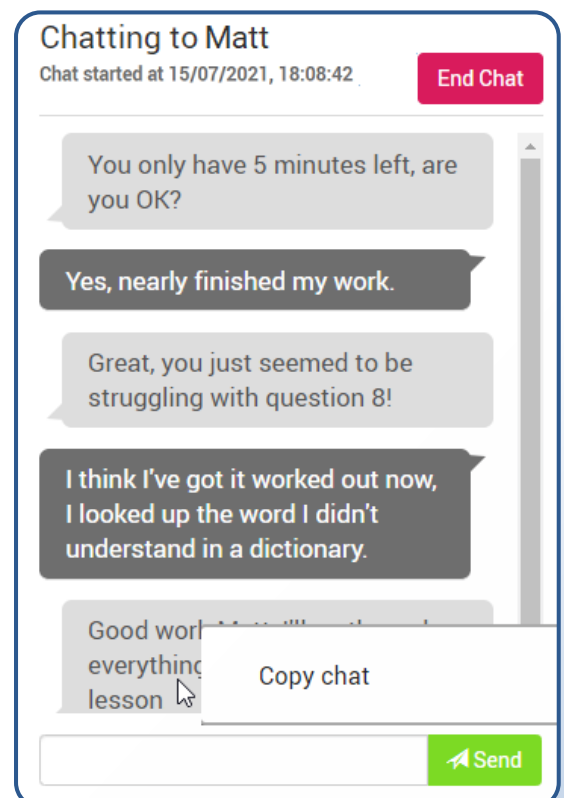 Chatting to Matt
Chat started at 15/07/2021, 18:08:42
End Chat
You only have 5 minutes left, are
you OK?
Yes, nearly finished my work.
Great, you just seemed to be
struggling with question 8!
I think I've got it worked out now,
I looked up the word I didn't
understand in a dictionary.
Good work
everything
lesson
Copy chat
Send